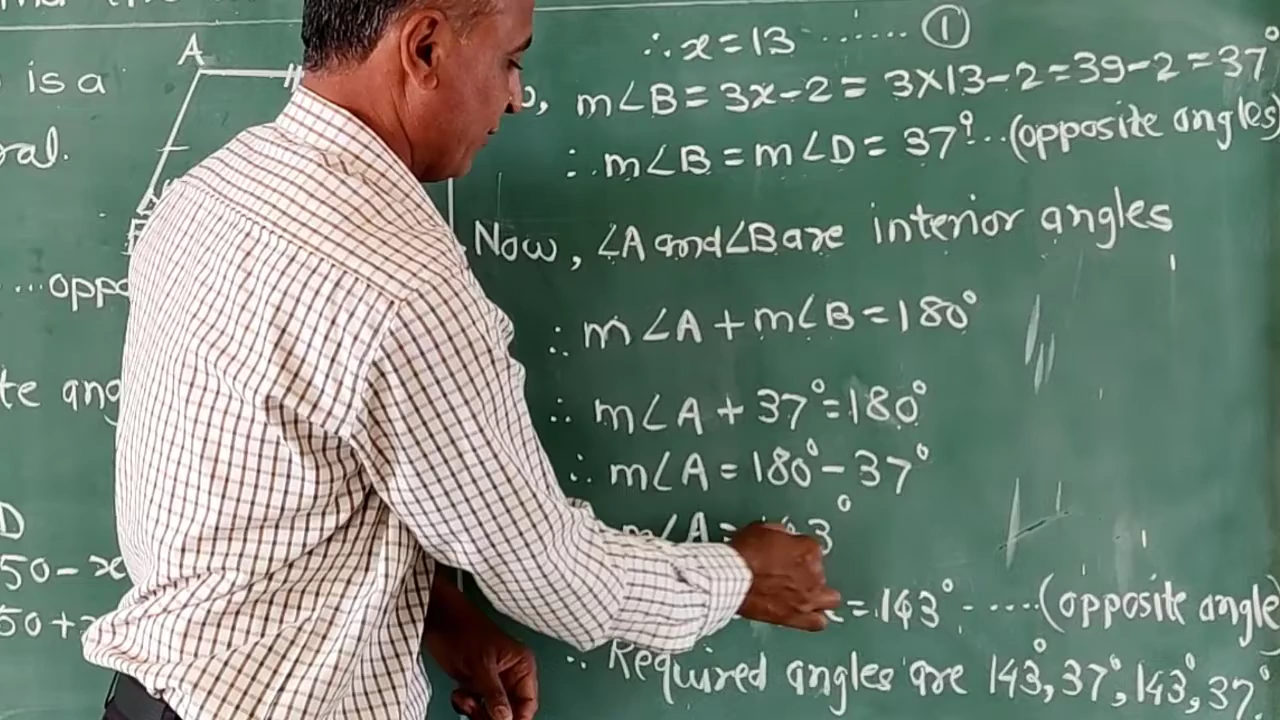 is a
A
∴ x = 13 ........ ①
m∠B = 3x - 2 = 3×13 - 2 = 39 - 2 = 37°
∴ m∠B = m∠D = 37° ... (opposite angles)
Now, ∠A and ∠B are interior angles
...oppo
∴ m∠A + m∠B = 180°
te ang
∴ m∠A + 37° = 180°
∴ m∠A = 180° - 37°
D
m∠A = 3°
50 - x
= 143° ..... (opposite angle
50 +
∴ Required angles are 143°, 37°, 143°, 37°